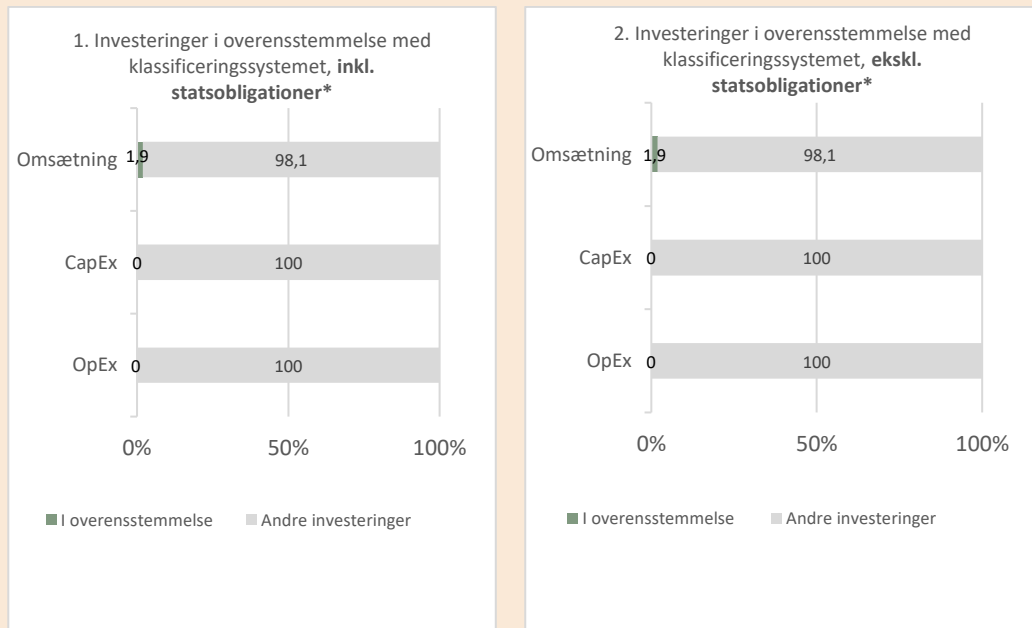 1. Investeringer i overensstemmelse med
klassificeringssystemet, inkl.
statsobligationer*
Omsætning 1,9 98,1
CapEx 0 100
OpEx 0 100
0% 50% 100%
I overensstemmelse Andre investeringer
2. Investeringer i overensstemmelse med
klassificeringssystemet, ekskl.
statsobligationer*
Omsætning 1,9 98,1
CapEx 0 100
OpEx 0 100
0% 50% 100%
I overensstemmelse Andre investeringer